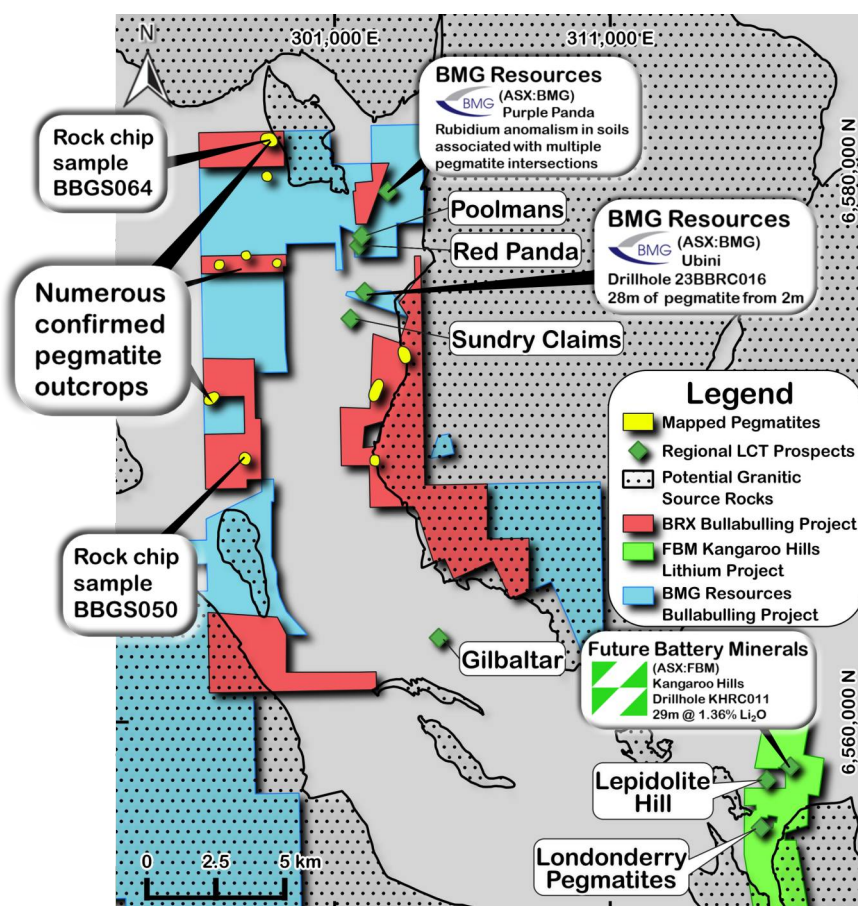 301,000 E
311,000 E
N
BMG Resources
BMG
(ASX:BMG)
Purple Panda
Rubidium anomalism in soils
associated with multiple
pegmatite intersections
Rock chip
sample
BBGS064
6,580,000 N
Poolmans
Red Panda
BMG Resources
BMG
(ASX:BMG)
Ubini
Drillhole 23BBRC016
28m of pegmatite from 2m
Numerous
confirmed
pegmatite
outcrops
Sundry Claims
Legend
Mapped Pegmatites
Regional LCT Prospects
Potential Granitic
Source Rocks
BRX Bullabulling Project
FBM Kangaroo Hills
Lithium Project
BMG Resources
Bullabulling Project
Rock chip
sample
BBGS050
Gilbaltar
Future Battery Minerals
(ASX:FBM)
Kangaroo Hills
Drillhole KHRC011
29m @ 1.36% Li₂O
6,560,000 N
Lepidolite
Hill
Londonderry
Pegmatites
0 2.5 5 km